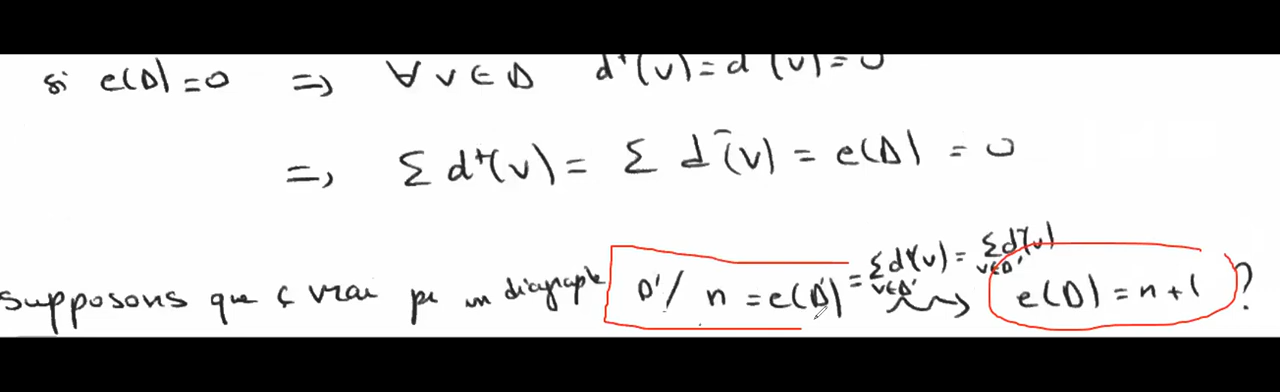 si e(D)=0 => ∀ v ∈ D d⁺(v)=d⁻(v)=0
=> Σ d⁺(v) = Σ d⁻(v) = e(D) = 0
supposons que ç vrai pr un digraphe D'/ n = e(D') = Σ d⁺(v) = Σ d⁻(v) e(D) = n+1 ?
v∈D' v∈D'